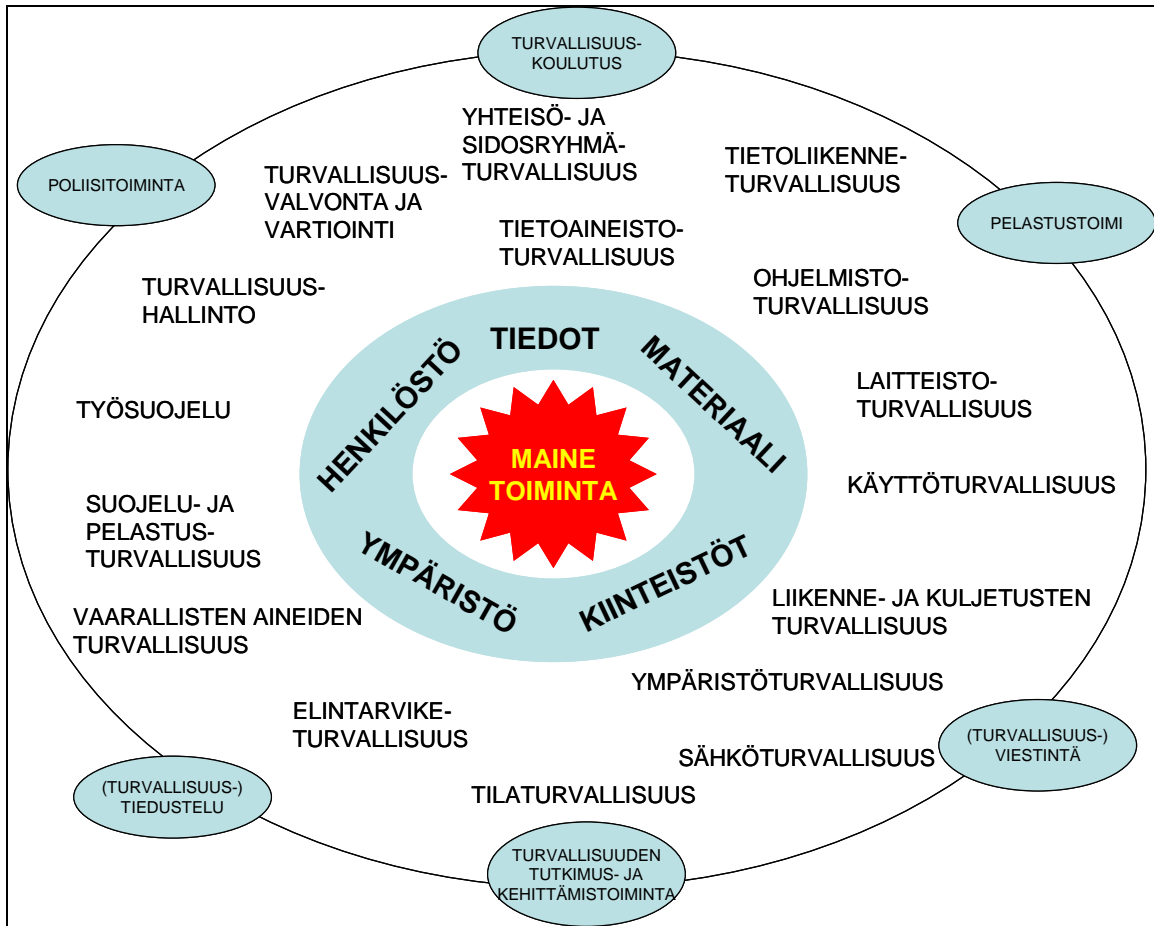 TURVALLISUUS-
KOULUTUS
YHTEISÖ- JA
SIDOSRYHMÄ-
TURVALLISUUS
TIETOLIIKENNE-
TURVALLISUUS
POLIISITOIMINTA
TURVALLISUUS-
VALVONTA JA
VARTIOINTI
PELASTUSTOIMI
TIETOAINEISTO-
TURVALLISUUS
TURVALLISUUS-
HALLINTO
OHJELMISTO-
TURVALLISUUS
HENKILÖSTÖ
TIEDOT
MATERIAALI
TYÖSUOJELU
LAITTEISTO-
TURVALLISUUS
MAINE
TOIMINTA
KÄYTTÖTURVALLISUUS
SUOJELU- JA
PELASTUS-
TURVALLISUUS
YMPÄRISTÖ
KIINTEISTÖT
VAARALLISTEN AINEIDEN
TURVALLISUUS
LIIKENNE- JA KULJETUSTEN
TURVALLISUUS
YMPÄRISTÖTURVALLISUUS
ELINTARVIKE-
TURVALLISUUS
SÄHKÖTURVALLISUUS
(TURVALLISUUS-)
VIESTINTÄ
(TURVALLISUUS-)
TIEDUSTELU
TILATURVALLISUUS
TURVALLISUUDEN
TUTKIMUS- JA
KEHITTÄMISTOIMINTA